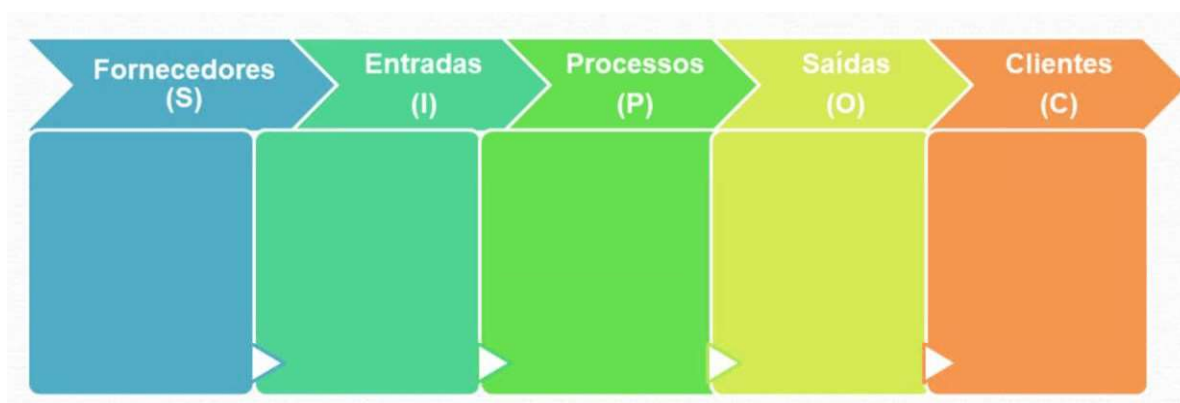 Fornecedores
(S)
Entradas
(I)
Processos
(P)
Saídas
(O)
Clientes
(C)